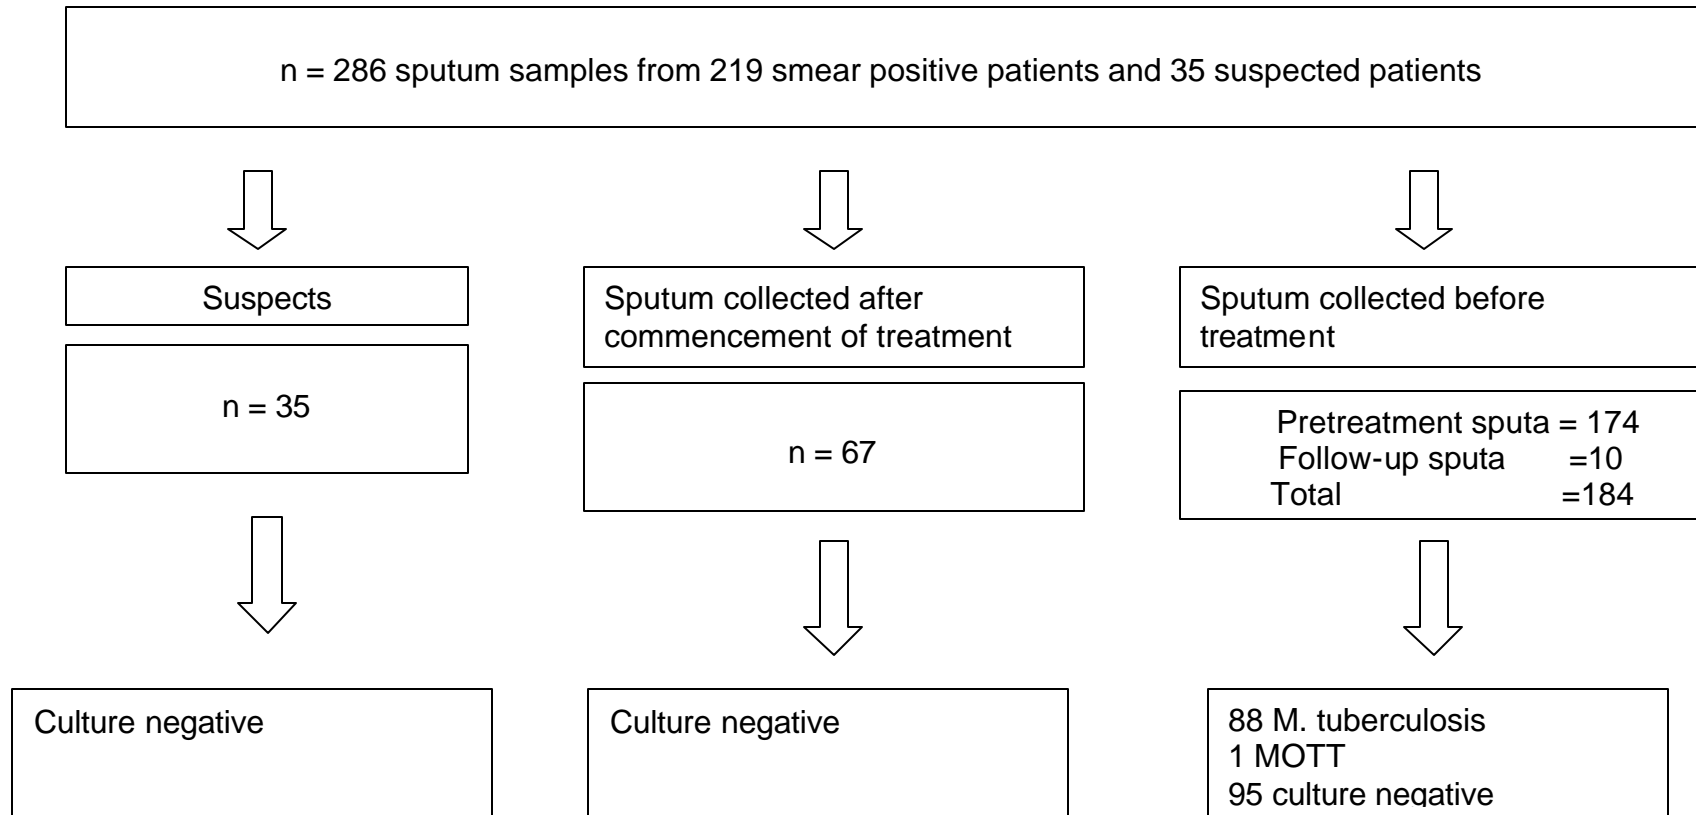 n = 286 sputum samples from 219 smear positive patients and 35 suspected patients
Suspects
n = 35
Culture negative
Sputum collected after
commencement of treatment
n = 67
Culture negative
Sputum collected before
treatment
Pretreatment sputa = 174
Follow-up sputa =10
Total =184
88 M. tuberculosis
1 MOTT
95 culture negative